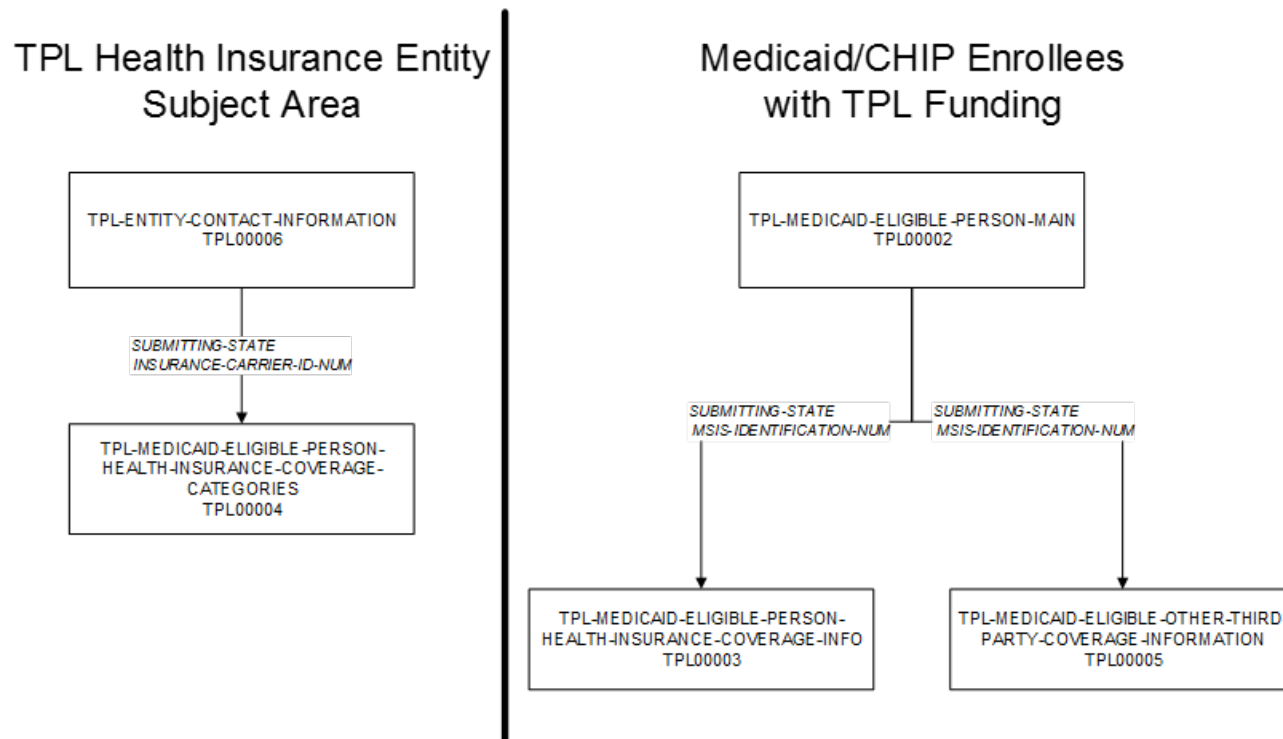 TPL Health Insurance Entity
Subject Area
TPL-ENTITY-CONTACT-INFORMATION
TPL00006
SUBMITTING-STATE
INSURANCE-CARRIER-ID-NUM
TPL-MEDICAID-ELIGIBLE-PERSON-
HEALTH-INSURANCE-COVERAGE-
CATEGORIES
TPL00004
Medicaid/CHIP Enrollees
with TPL Funding
TPL-MEDICAID-ELIGIBLE-PERSON-MAIN
TPL00002
SUBMITTING-STATE
MSIS-IDENTIFICATION-NUM
SUBMITTING-STATE
MSIS-IDENTIFICATION-NUM
TPL-MEDICAID-ELIGIBLE-PERSON-
HEALTH-INSURANCE-COVERAGE-INFO
TPL00003
TPL-MEDICAID-ELIGIBLE-OTHER-THIRD
PARTY-COVERAGE-INFORMATION
TPL00005